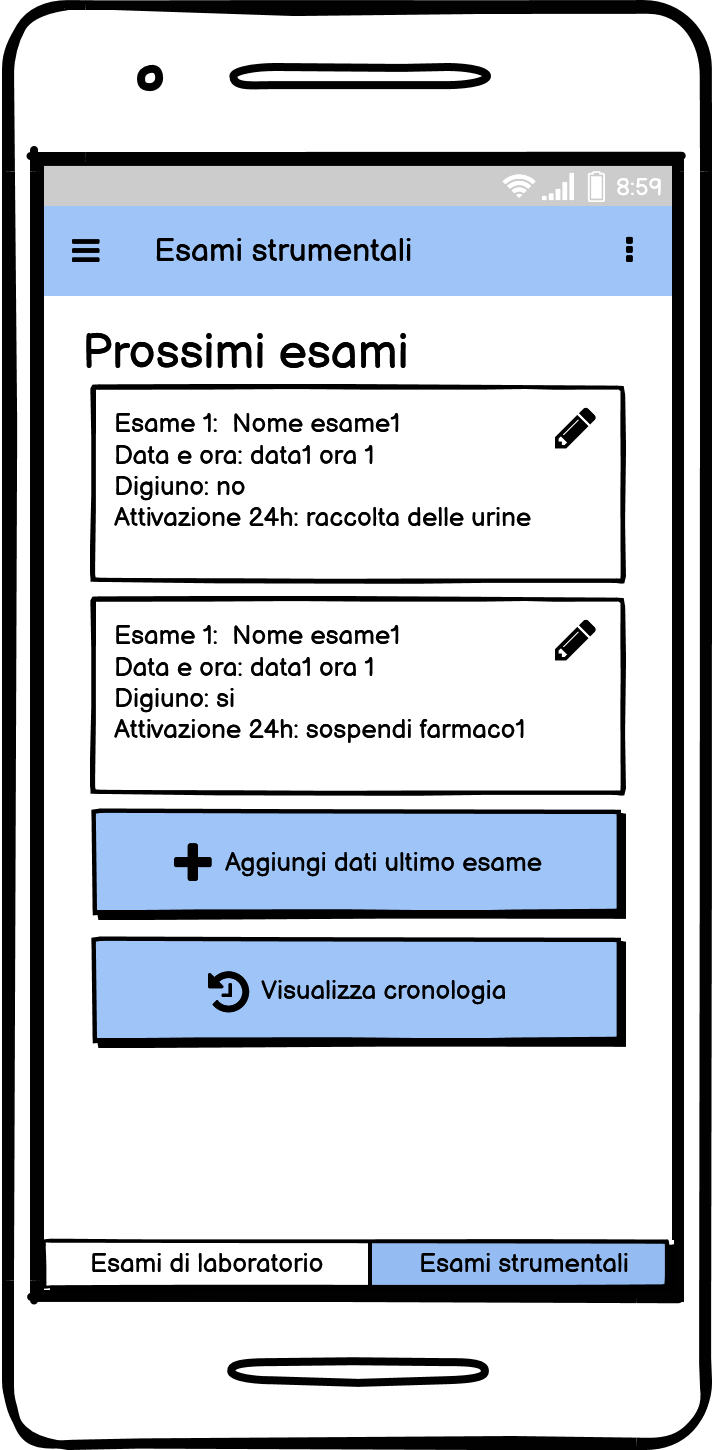 8:59
Esami strumentali
Prossimi esami
Esame 1:  Nome esame1
Data e ora: data1 ora 1
Digiuno: no
Attivazione 24h: raccolta delle urine
Esame 1:  Nome esame1
Data e ora: data1 ora 1
Digiuno: si
Attivazione 24h: sospendi farmaco1
Aggiungi dati ultimo esame
Visualizza cronologia
Esami di laboratorio
Esami strumentali